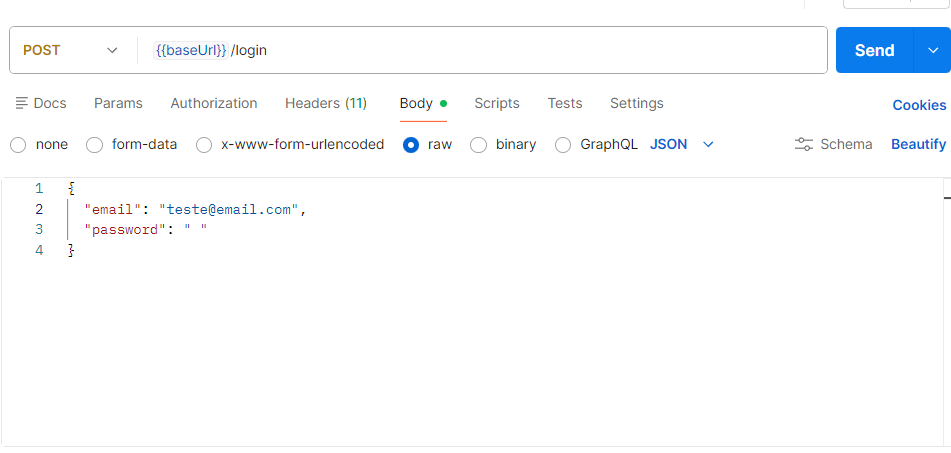 POST {{baseUrl}} /login Send
Docs Params Authorization Headers (11) Body Scripts Tests Settings Cookies
none form-data x-www-form-urlencoded raw binary GraphQL JSON Schema Beautify
1 {
2 "email": "teste@email.com",
3 "password": " "
4 }